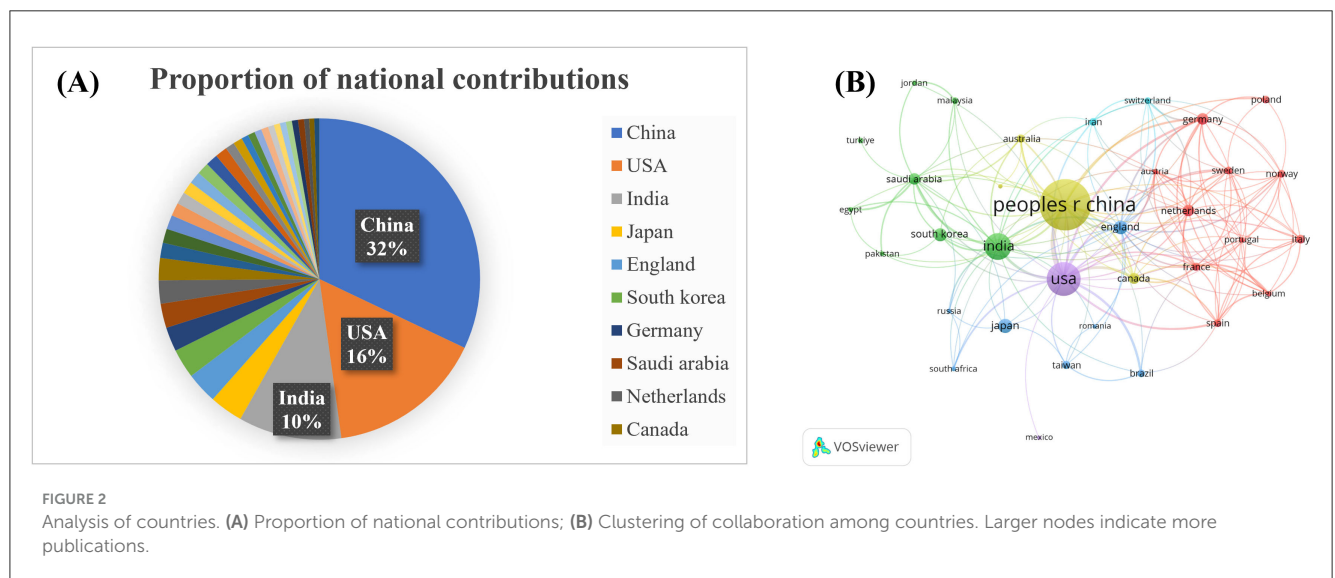 (A) Proportion of national contributions
China
32%
USA
16%
India
10%
China
USA
India
Japan
England
South korea
Germany
Saudi arabia
Netherlands
Canada
(B)
jordan
malaysia
switzerland
poland
iran
germany
turkiye
australia
saudi arabia
austria
sweden
norway
peoples r china
egypt
netherlands
south korea
england
india
portugal
italy
pakistan
usa
canada
france
belgium
russia
japan
romania
spain
south africa
taiwan
brazil
mexico
VOSviewer
FIGURE 2
Analysis of countries. (A) Proportion of national contributions; (B) Clustering of collaboration among countries. Larger nodes indicate more
publications.